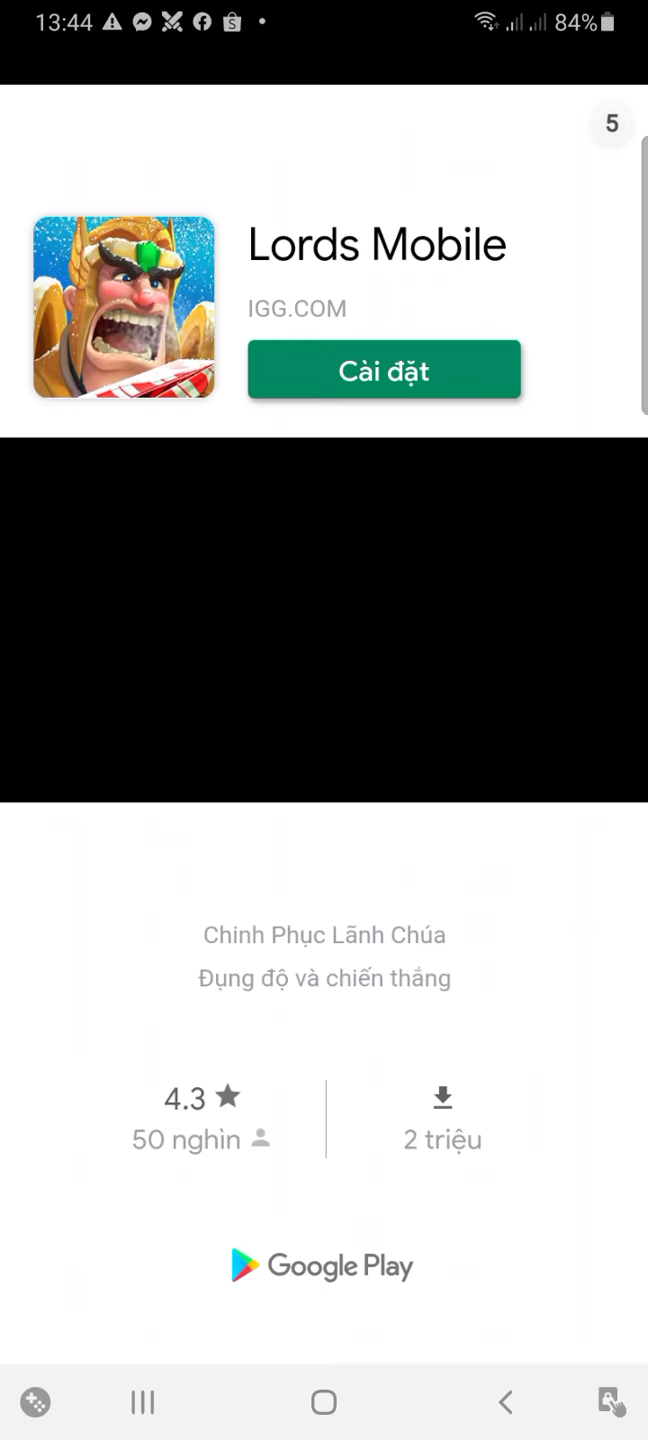 13:44
84%
5
Lords Mobile
IGG.COM
Cài đặt
Chinh Phục Lãnh Chúa
Đụng độ và chiến thắng
4.3
50 nghìn
2 triệu
Google Play